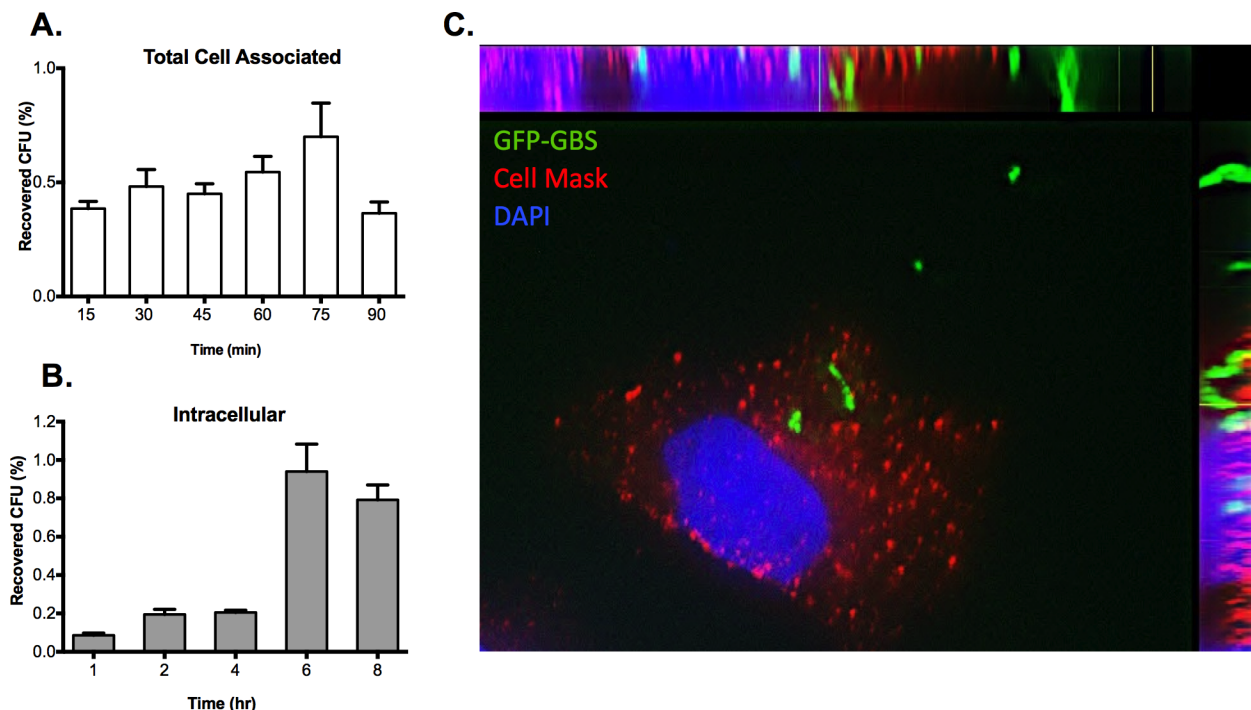 A.
Total Cell Associated
1.0
0.5
0.0
Recovered CFU (%)
15 30 45 60 75 90
Time (min)
B.
Intracellular
1.2
1.0
0.8
0.6
0.4
0.2
0.0
Recovered CFU (%)
1 2 4 6 8
Time (hr)
C.
GFP-GBS
Cell Mask
DAPI